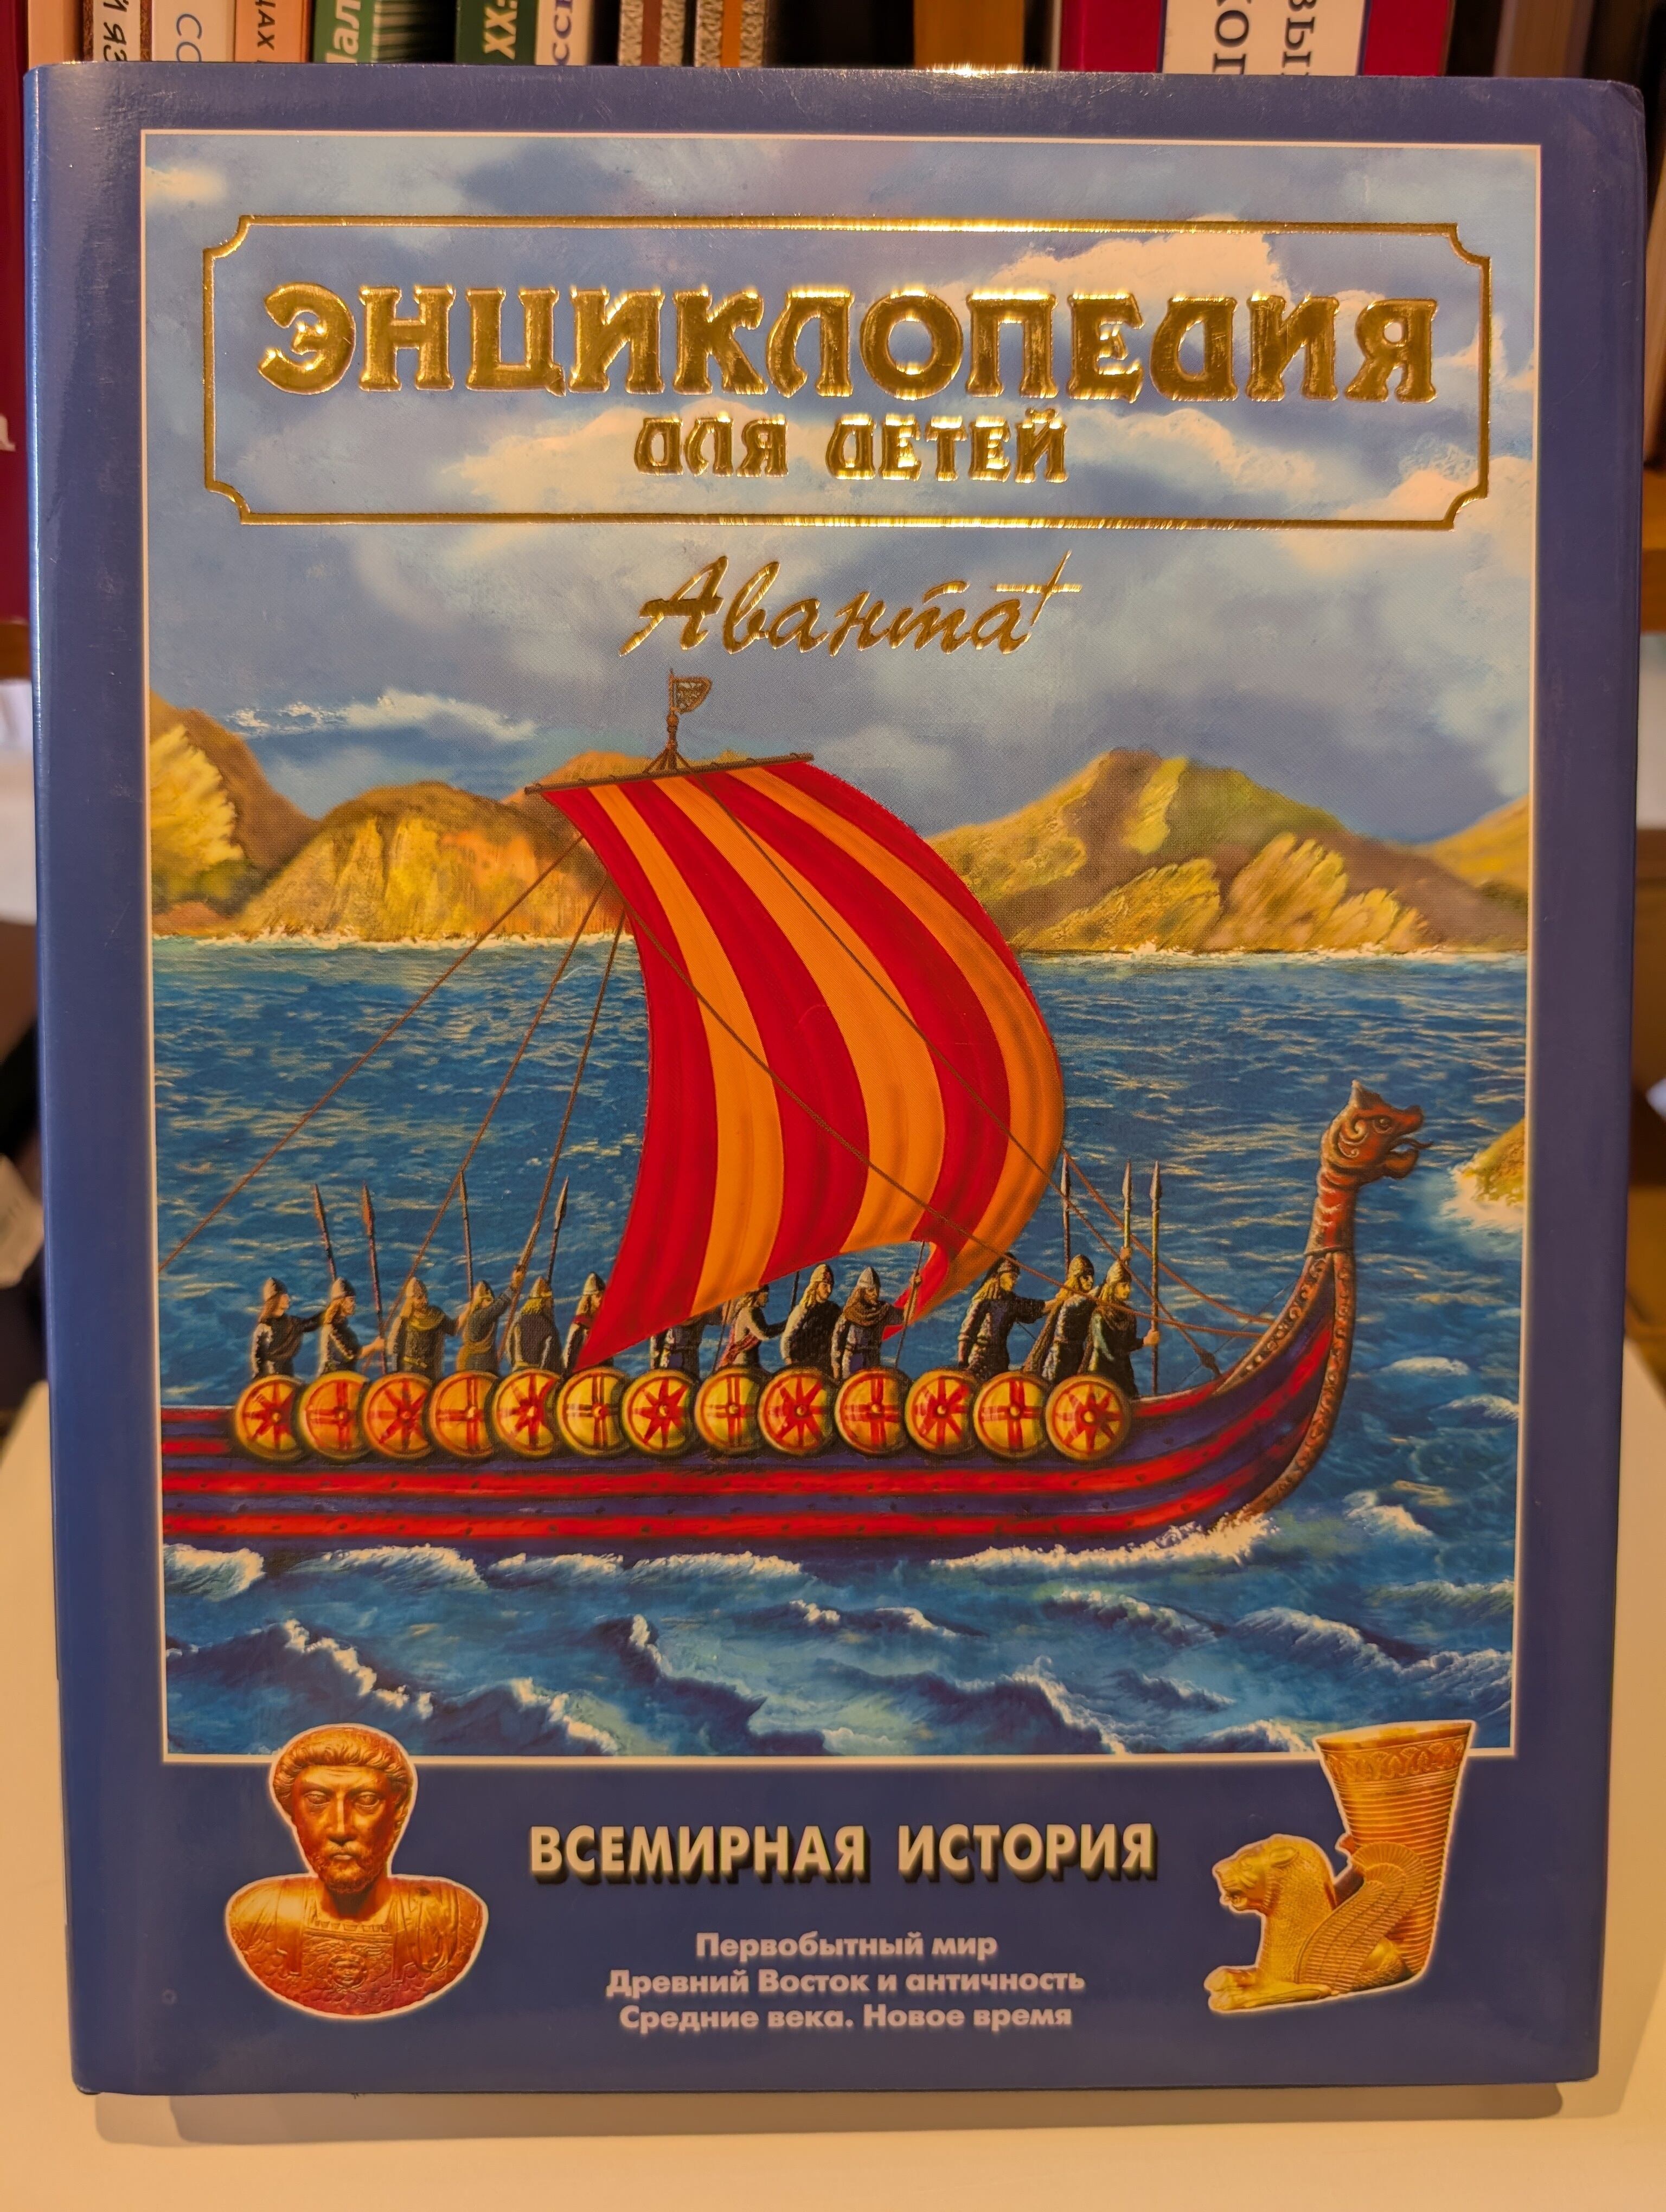 ЭНЦИКЛОПЕДИЯ
ДЛЯ ДЕТЕЙ
Аванта+
ВСЕМИРНАЯ ИСТОРИЯ
Первобытный мир
Древний Восток и античность
Средние века. Новое время